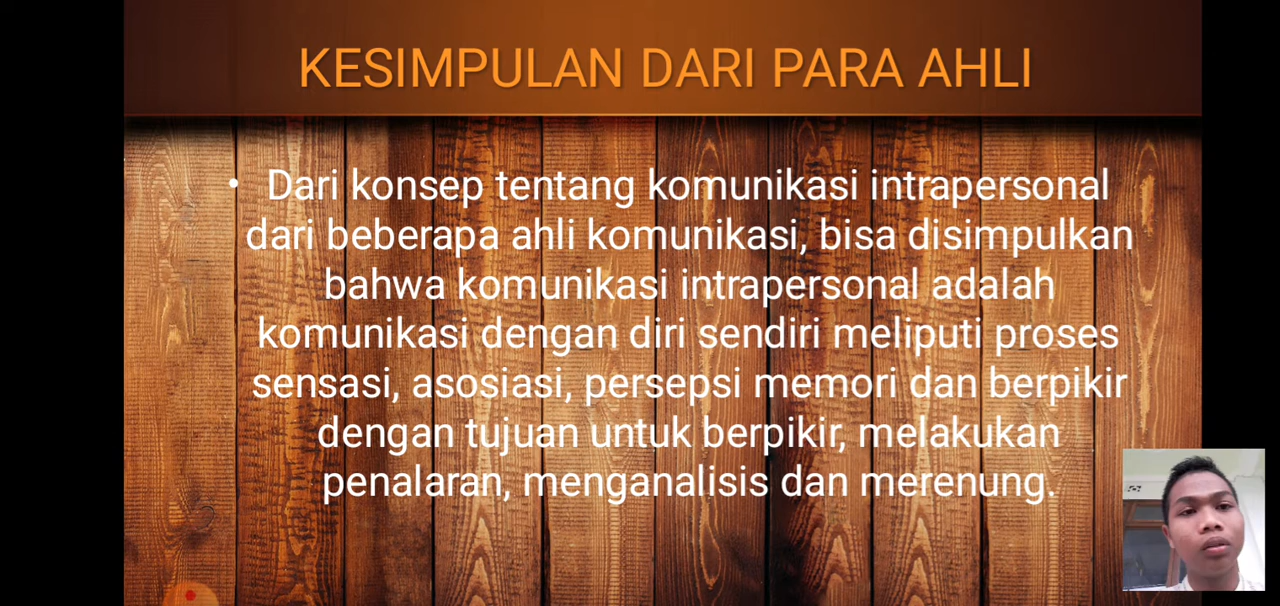 KESIMPULAN DARI PARA AHLI
• Dari konsep tentang komunikasi intrapersonal
dari beberapa ahli komunikasi, bisa disimpulkan
bahwa komunikasi intrapersonal adalah
komunikasi dengan diri sendiri meliputi proses
sensasi, asosiasi, persepsi memori dan berpikir
dengan tujuan untuk berpikir, melakukan
penalaran, menganalisis dan merenung.